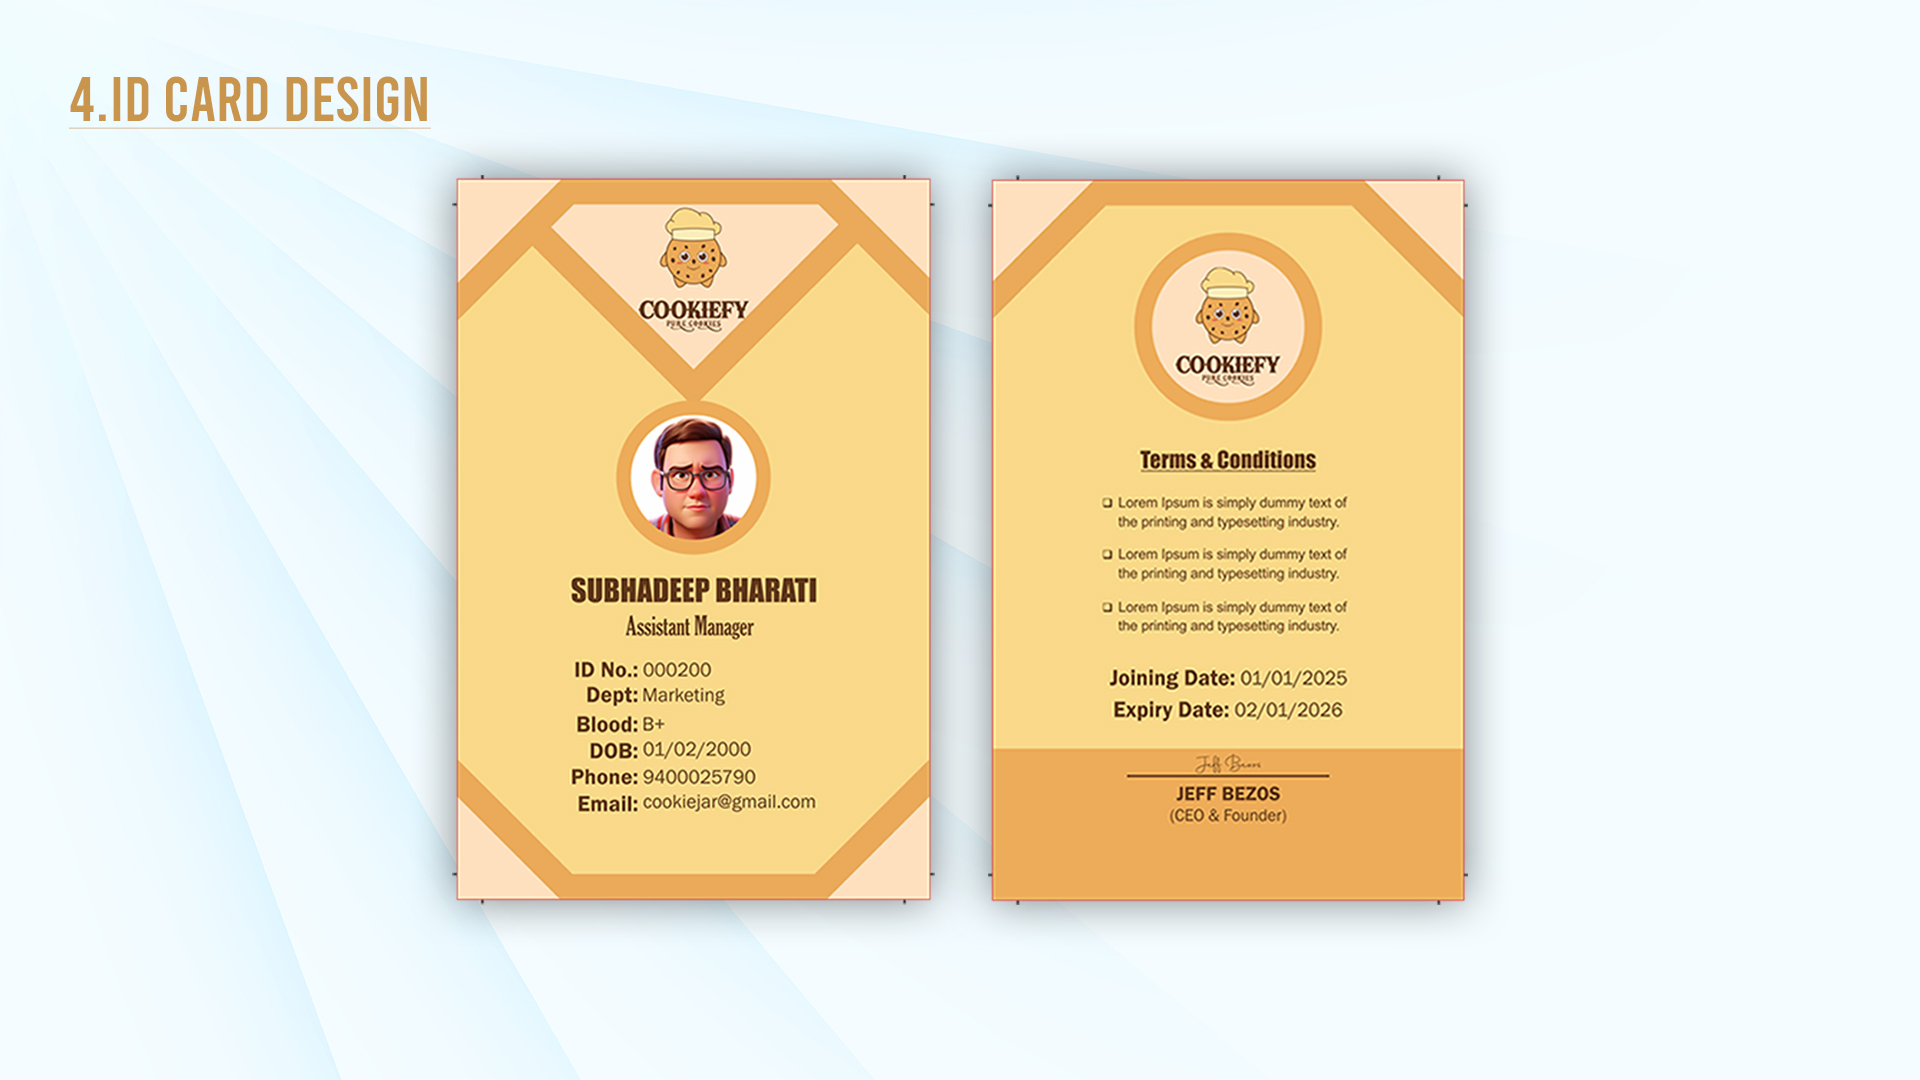 4.ID CARD DESIGN
COOKIEFY
PURE COOKIES
SUBHADEEP BHARATI
Assistant Manager
ID No.: 000200
Dept: Marketing
Blood: B+
DOB: 01/02/2000
Phone: 9400025790
Email: cookiejar@gmail.com
COOKIEFY
PURE COOKIES
Terms & Conditions
❑ Lorem Ipsum is simply dummy text of
the printing and typesetting industry.
❑ Lorem Ipsum is simply dummy text of
the printing and typesetting industry.
❑ Lorem Ipsum is simply dummy text of
the printing and typesetting industry.
Joining Date: 01/01/2025
Expiry Date: 02/01/2026
Jeff Bezos
JEFF BEZOS
(CEO & Founder)